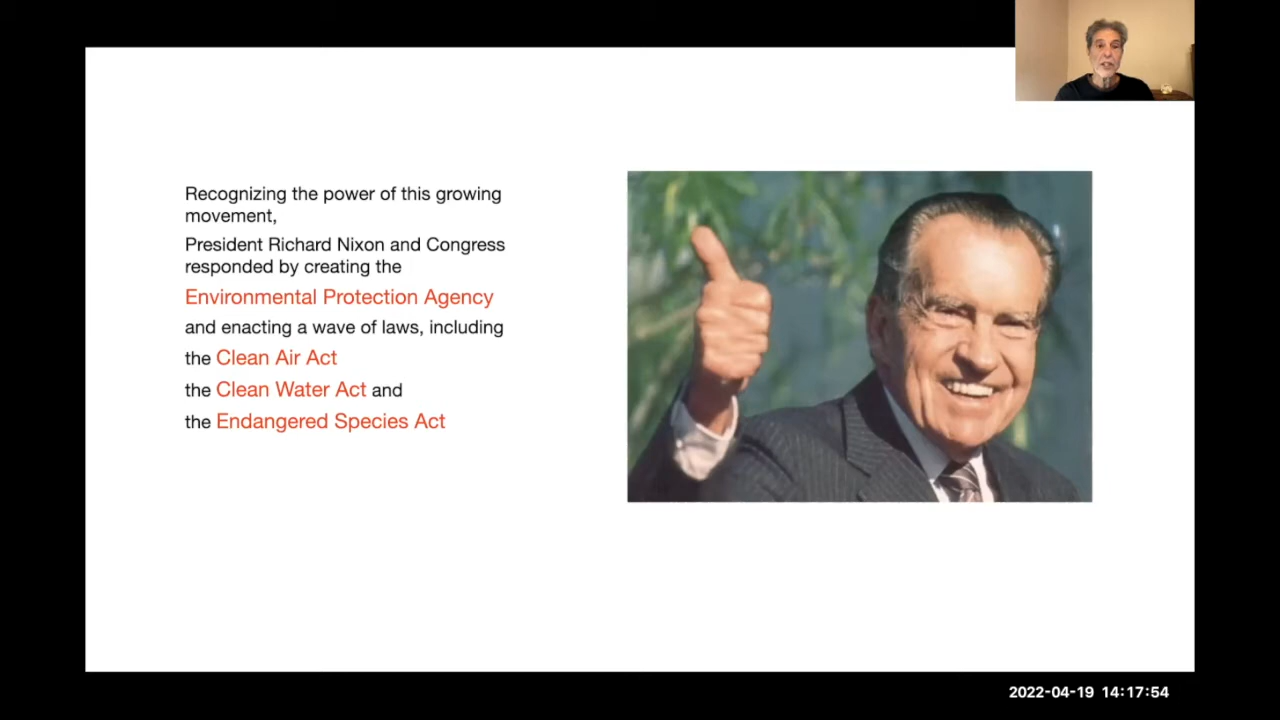 Recognizing the power of this growing
movement,
President Richard Nixon and Congress
responded by creating the
Environmental Protection Agency
and enacting a wave of laws, including
the Clean Air Act
the Clean Water Act and
the Endangered Species Act
2022-04-19 14:17:54